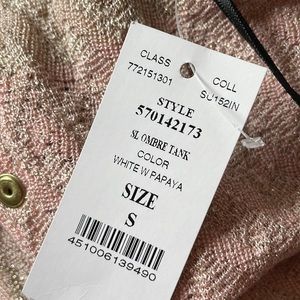 CLASS COLL
772151301 SU152IN
STYLE
570142173
SL OMBRE TANK
COLOR
WHITE W PAPAYA
SIZE
S
451006139490